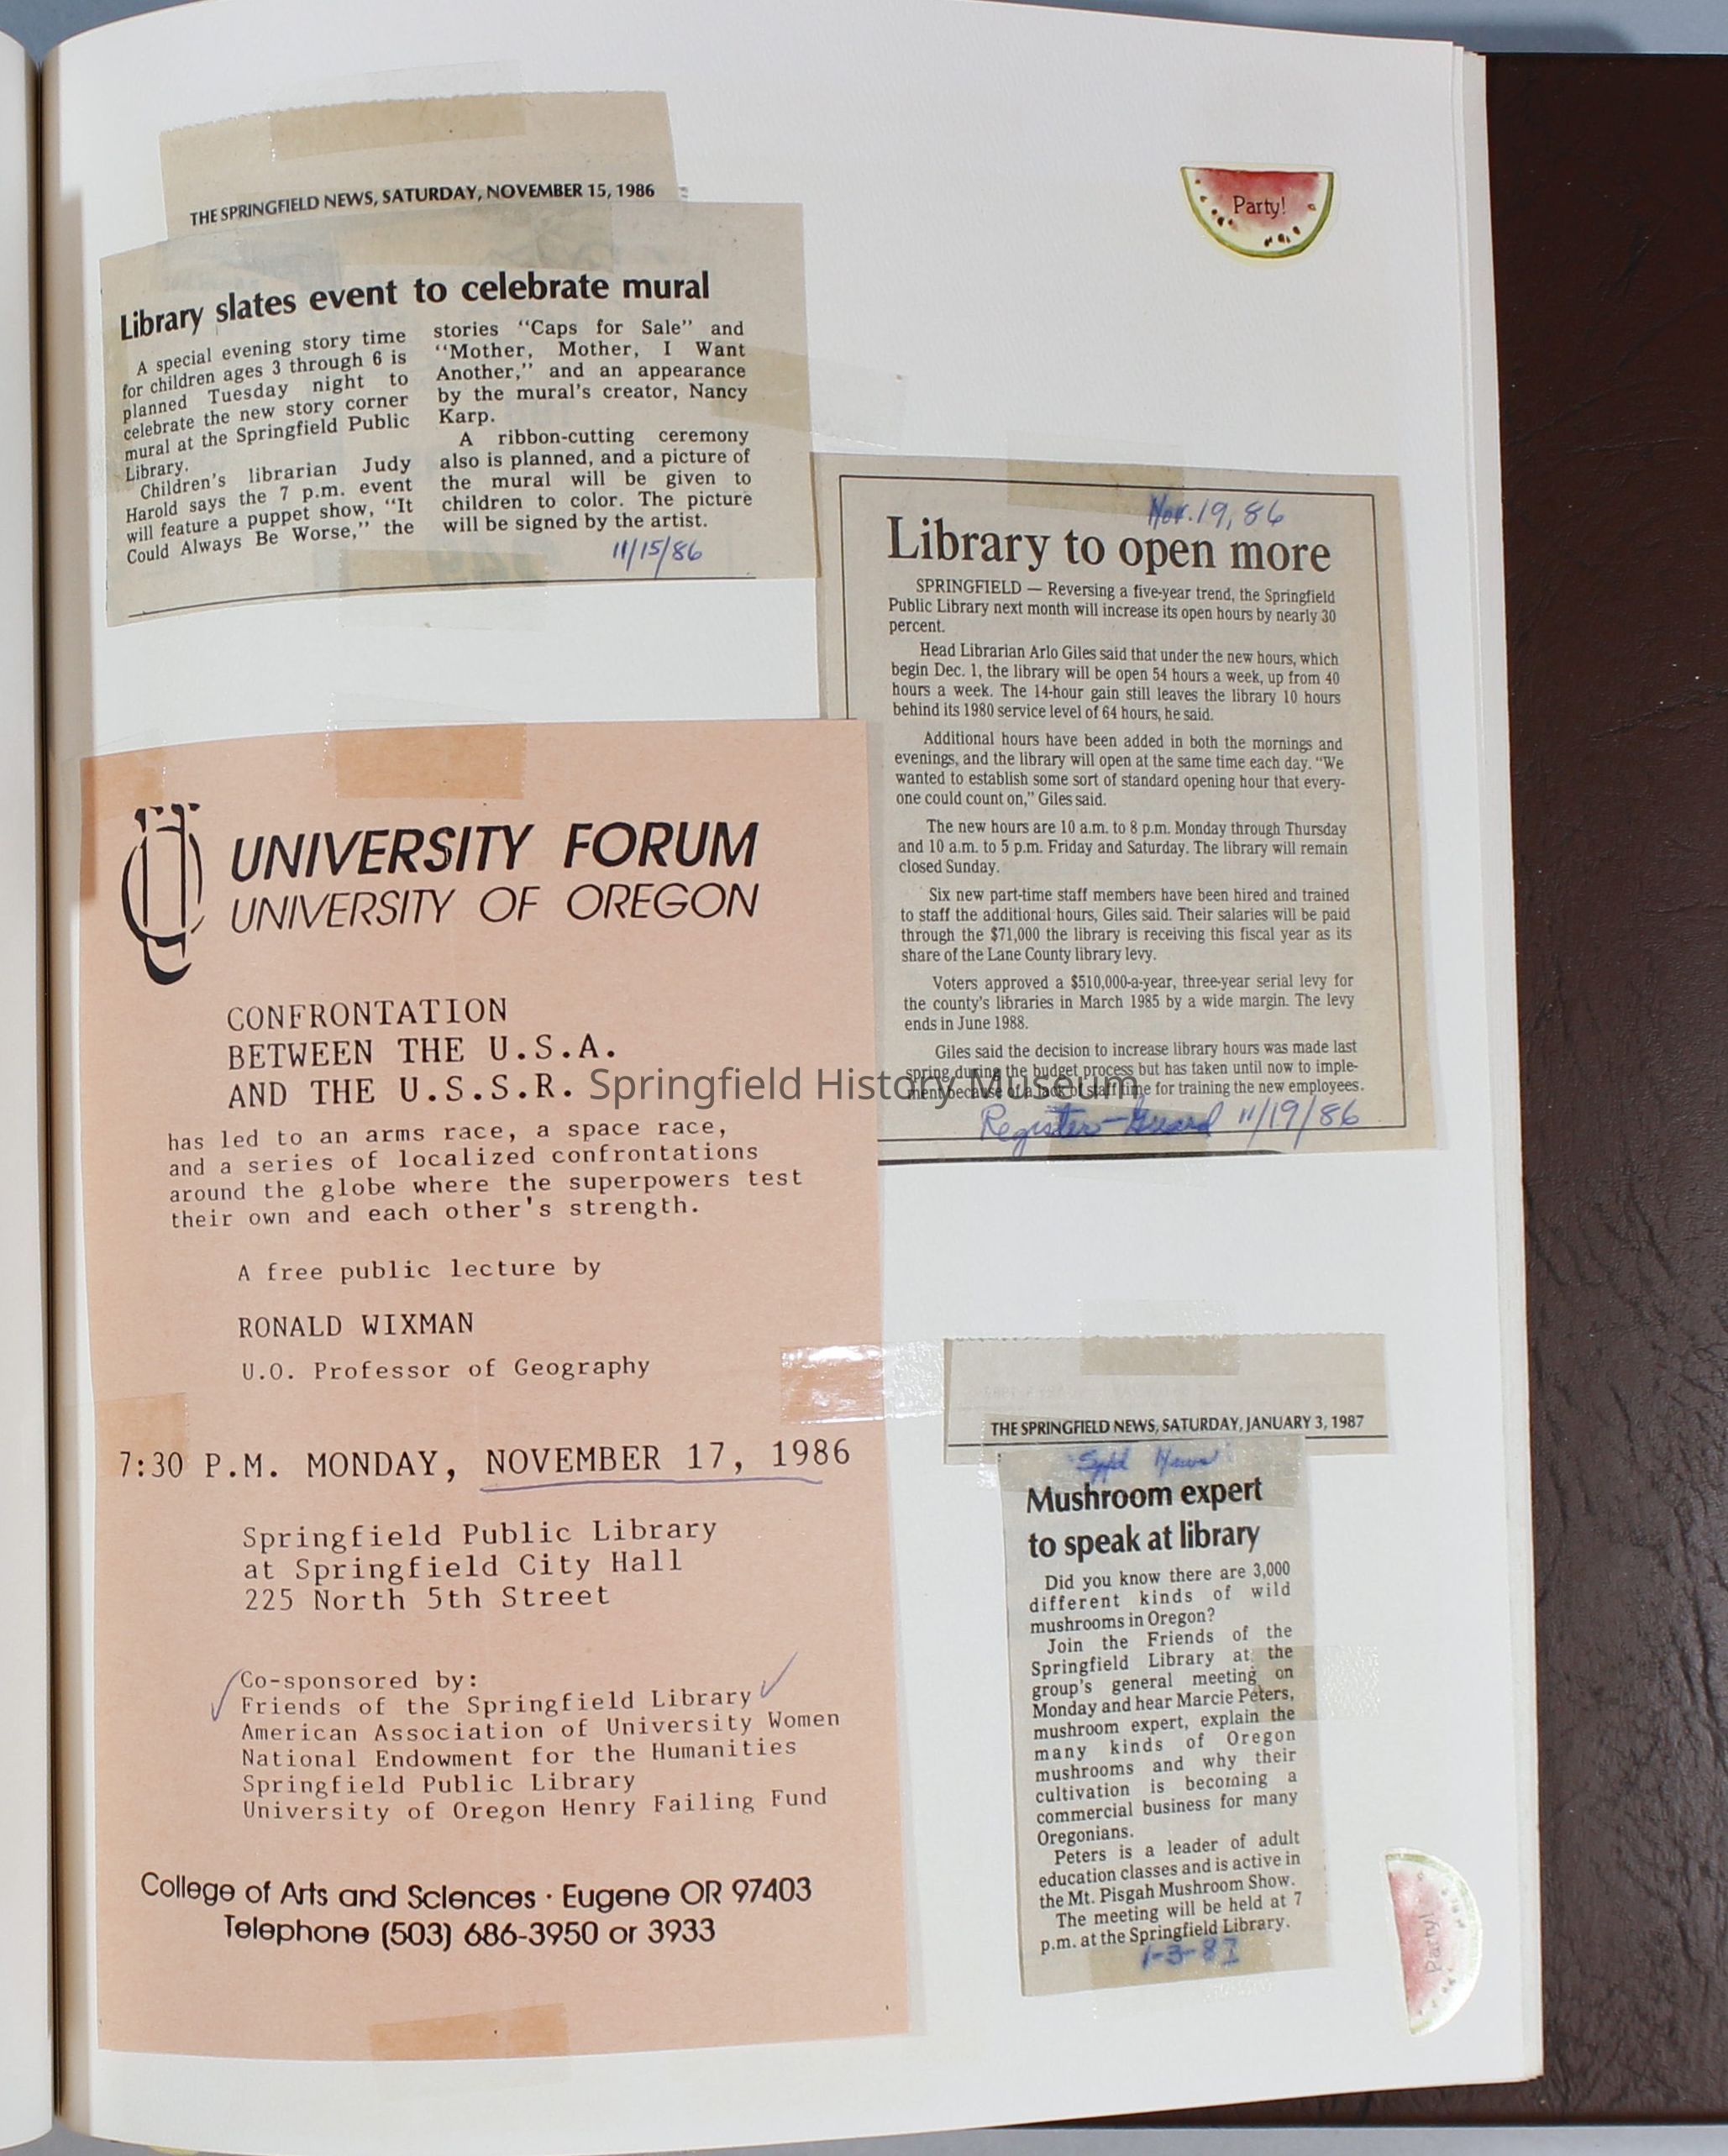 THE SPRINGFIELD NEWS, SATURDAY, NOVEMBER 15, 1986
Library slates event to celebrate mural
A special evening story time
for children ages 3 through 6 is
planned Tuesday night to
celebrate the new story corner
mural at the Springfield Public
Library.
Children's librarian Judy
Harold says the 7 p.m. event
will feature a puppet show, "It
Could Always Be Worse," the
stories "Caps for Sale" and
"Mother, Mother, I Want
Another," and an appearance
by the mural's creator, Nancy
Karp.
A ribbon-cutting ceremony
also is planned, and a picture of
the mural will be given to
children to color. The picture
will be signed by the artist.
11/15/86
Party!
Nov. 19, 86
Library to open more
SPRINGFIELD — Reversing a five-year trend, the Springfield
Public Library next month will increase its open hours by nearly 30
percent.
Head Librarian Arlo Giles said that under the new hours, which
begin Dec. 1, the library will be open 54 hours a week, up from 40
hours a week. The 14-hour gain still leaves the library 10 hours
behind its 1980 service level of 64 hours, he said.
Additional hours have been added in both the mornings and
evenings, and the library will open at the same time each day. "We
wanted to establish some sort of standard opening hour that every-
one could count on," Giles said.
The new hours are 10 a.m. to 8 p.m. Monday through Thursday
and 10 a.m. to 5 p.m. Friday and Saturday. The library will remain
closed Sunday.
Six new part-time staff members have been hired and trained
to staff the additional hours, Giles said. Their salaries will be paid
through the $71,000 the library is receiving this fiscal year as its
share of the Lane County library levy.
Voters approved a $510,000-a-year, three-year serial levy for
the county's libraries in March 1985 by a wide margin. The levy
ends in June 1988.
Giles said the decision to increase library hours was made last
spring during the budget process but has taken until now to imple-
ment because of a lack of staff time for training the new employees.
Register-Guard 11/19/86
UNIVERSITY FORUM
UNIVERSITY OF OREGON
CONFRONTATION
BETWEEN THE U.S.A.
AND THE U.S.S.R.
has led to an arms race, a space race,
and a series of localized confrontations
around the globe where the superpowers test
their own and each other's strength.
A free public lecture by
RONALD WIXMAN
U.O. Professor of Geography
7:30 P.M. MONDAY, NOVEMBER 17, 1986
Springfield Public Library
at Springfield City Hall
225 North 5th Street
Co-sponsored by:
Friends of the Springfield Library
American Association of University Women
National Endowment for the Humanities
Springfield Public Library
University of Oregon Henry Failing Fund
College of Arts and Sciences · Eugene OR 97403
Telephone (503) 686-3950 or 3933
Springfield History Museum
THE SPRINGFIELD NEWS, SATURDAY, JANUARY 3, 1987
Spfd News
Mushroom expert
to speak at library
Did you know there are 3,000
different kinds of wild
mushrooms in Oregon?
Join the Friends of the
Springfield Library at the
group's general meeting on
Monday and hear Marcie Peters,
mushroom expert, explain the
many kinds of Oregon
mushrooms and why their
cultivation is becoming a
commercial business for many
Oregonians.
Peters is a leader of adult
education classes and is active in
the Mt. Pisgah Mushroom Show.
The meeting will be held at 7
p.m. at the Springfield Library.
1-3-87
Party!